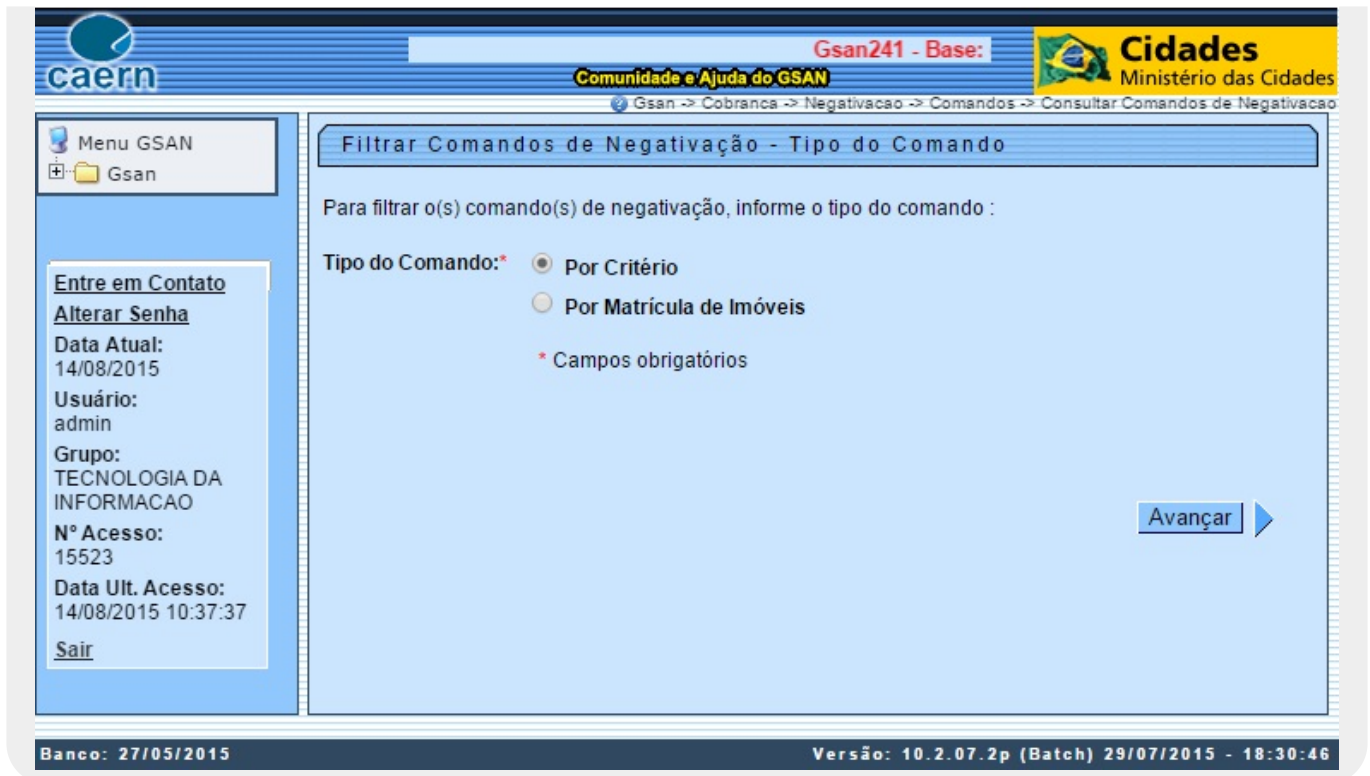 caern
Gsan241 - Base:
Comunidade e Ajuda do GSAN
Cidades
Ministério das Cidades
Gsan -> Cobranca -> Negativacao -> Comandos -> Consultar Comandos de Negativacao
Menu GSAN
Gsan
Entre em Contato
Alterar Senha
Data Atual:
14/08/2015
Usuário:
admin
Grupo:
TECNOLOGIA DA
INFORMACAO
Nº Acesso:
15523
Data Ult. Acesso:
14/08/2015 10:37:37
Sair
Filtrar Comandos de Negativação - Tipo do Comando
Para filtrar o(s) comando(s) de negativação, informe o tipo do comando :
Tipo do Comando:* Por Critério
Por Matrícula de Imóveis
* Campos obrigatórios
Avançar
Banco: 27/05/2015 Versão: 10.2.07.2p (Batch) 29/07/2015 - 18:30:46